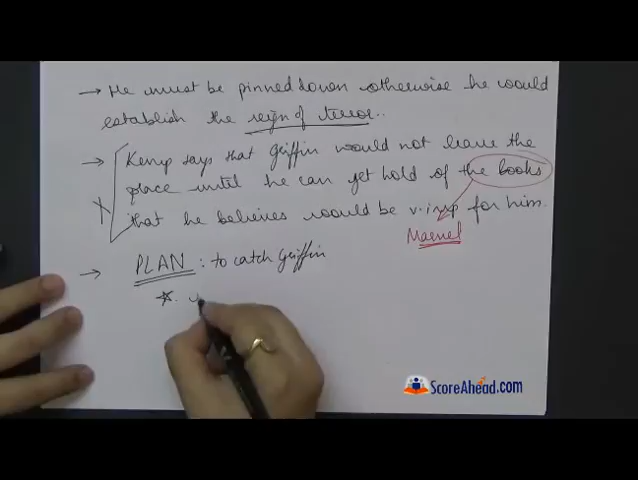 → He must be pinned down otherwise he would
establish the reign of terror..
→ Kemp says that Griffin would not leave the
place until he can get hold of the books
that he believes would be v.imp for him.
Marvel
→ PLAN : to catch Griffin
ScoreAhead.com